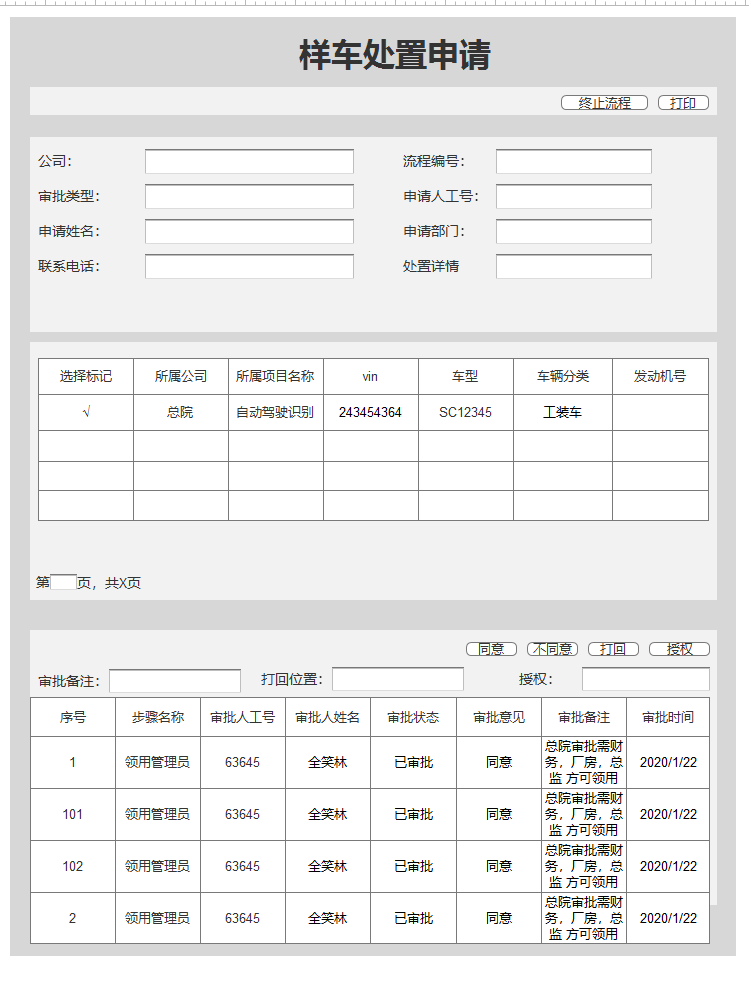 样车处置申请
终止流程 打印
公司： 流程编号：
审批类型： 申请人工号：
申请姓名： 申请部门：
联系电话： 处置详情
选择标记 所属公司 所属项目名称 vin 车型 车辆分类 发动机号
√ 总院 自动驾驶识别 243454364 SC12345 工装车
第 页，共X页
同意 不同意 打回 授权
审批备注： 打回位置： 授权：
序号 步骤名称 审批人工号 审批人姓名 审批状态 审批意见 审批备注 审批时间
1 领用管理员 63645 全笑林 已审批 同意 总院审批需财
务，厂房，总
监 方可领用 2020/1/22
101 领用管理员 63645 全笑林 已审批 同意 总院审批需财
务，厂房，总
监 方可领用 2020/1/22
102 领用管理员 63645 全笑林 已审批 同意 总院审批需财
务，厂房，总
监 方可领用 2020/1/22
2 领用管理员 63645 全笑林 已审批 同意 总院审批需财
务，厂房，总
监 方可领用 2020/1/22